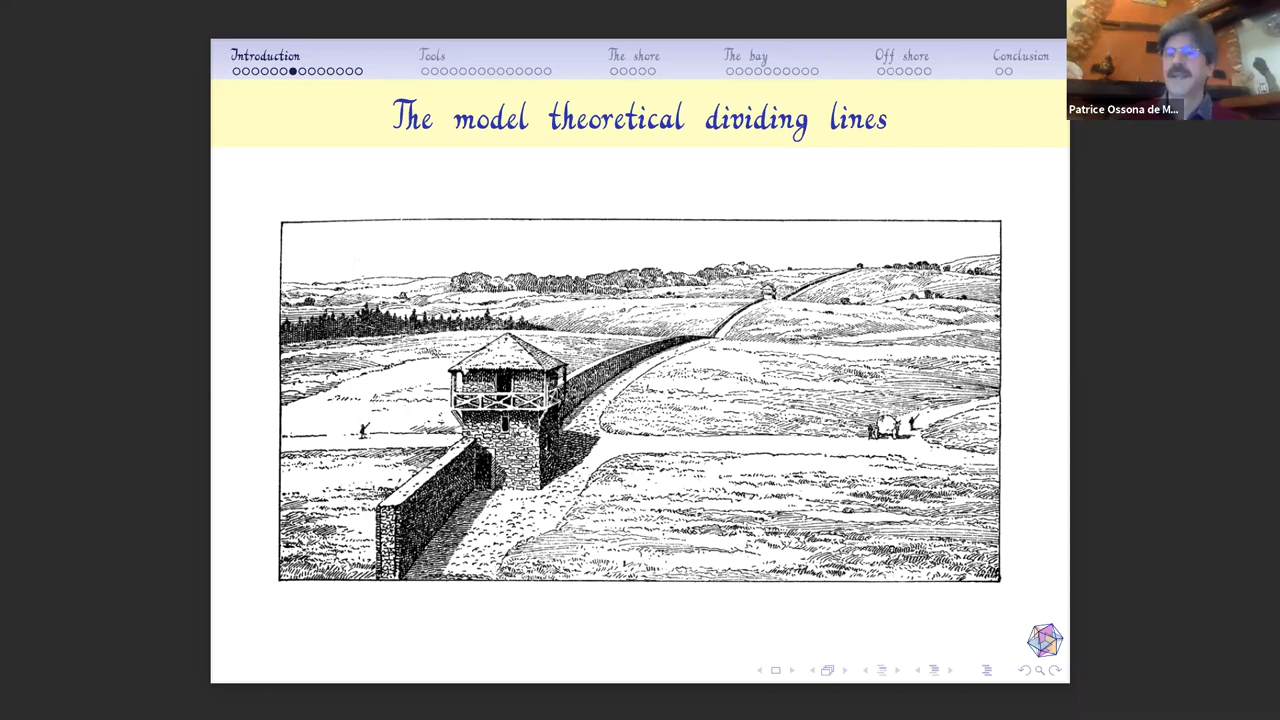 Introduction Tools The shore The bay Off shore Conclusion
Patrice Ossona de M...
The model theoretical dividing lines